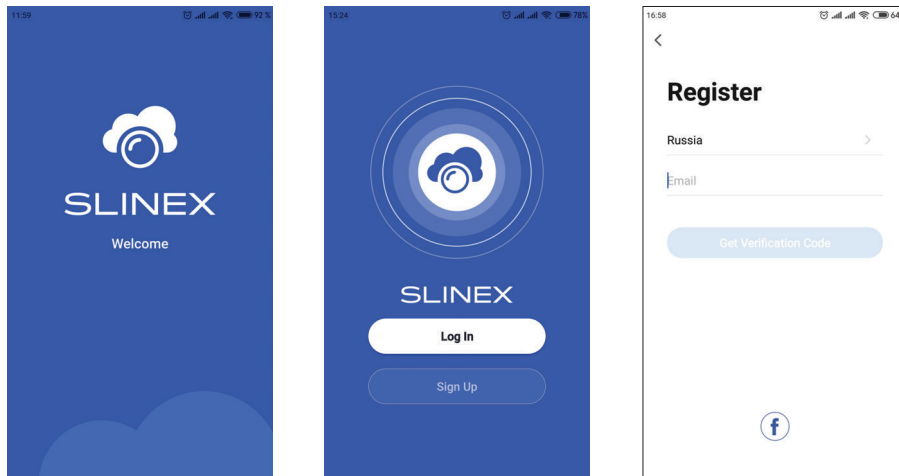 11:59
92 %
SLINEX
Welcome
15:24
78%
SLINEX
Log In
Sign Up
16:58
64
Register
Russia
Email
Get Verification Code